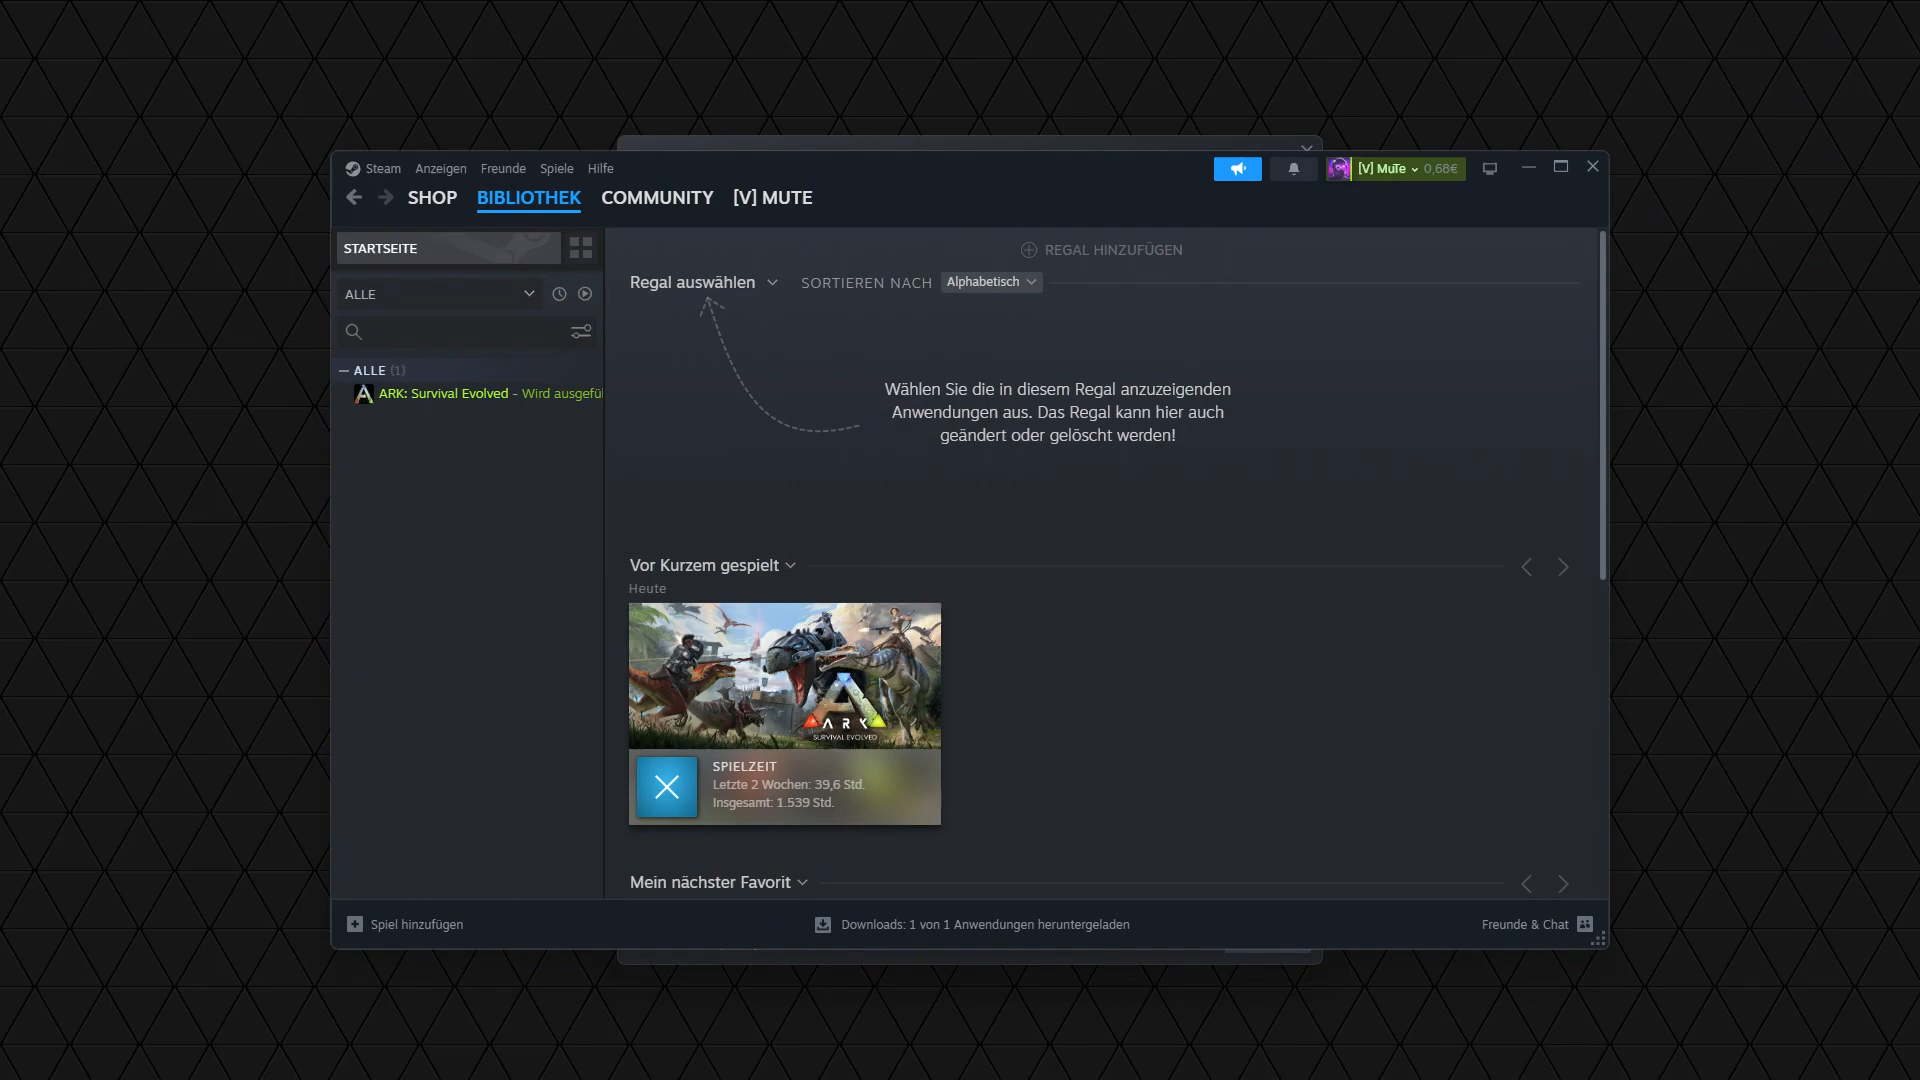 Steam Anzeigen Freunde Spiele Hilfe
[V] MuTe 0,68€
SHOP BIBLIOTHEK COMMUNITY [V] MUTE
STARTSEITE
REGAL HINZUFÜGEN
Regal auswählen SORTIEREN NACH Alphabetisch
ALLE
ALLE (1)
ARK: Survival Evolved - Wird ausgefü
Wählen Sie die in diesem Regal anzuzeigenden
Anwendungen aus. Das Regal kann hier auch
geändert oder gelöscht werden!
Vor Kurzem gespielt
Heute
ARK
SURVIVAL EVOLVED
SPIELZEIT
Letzte 2 Wochen: 39,6 Std.
Insgesamt: 1.539 Std.
Mein nächster Favorit
Spiel hinzufügen
Downloads: 1 von 1 Anwendungen heruntergeladen
Freunde & Chat